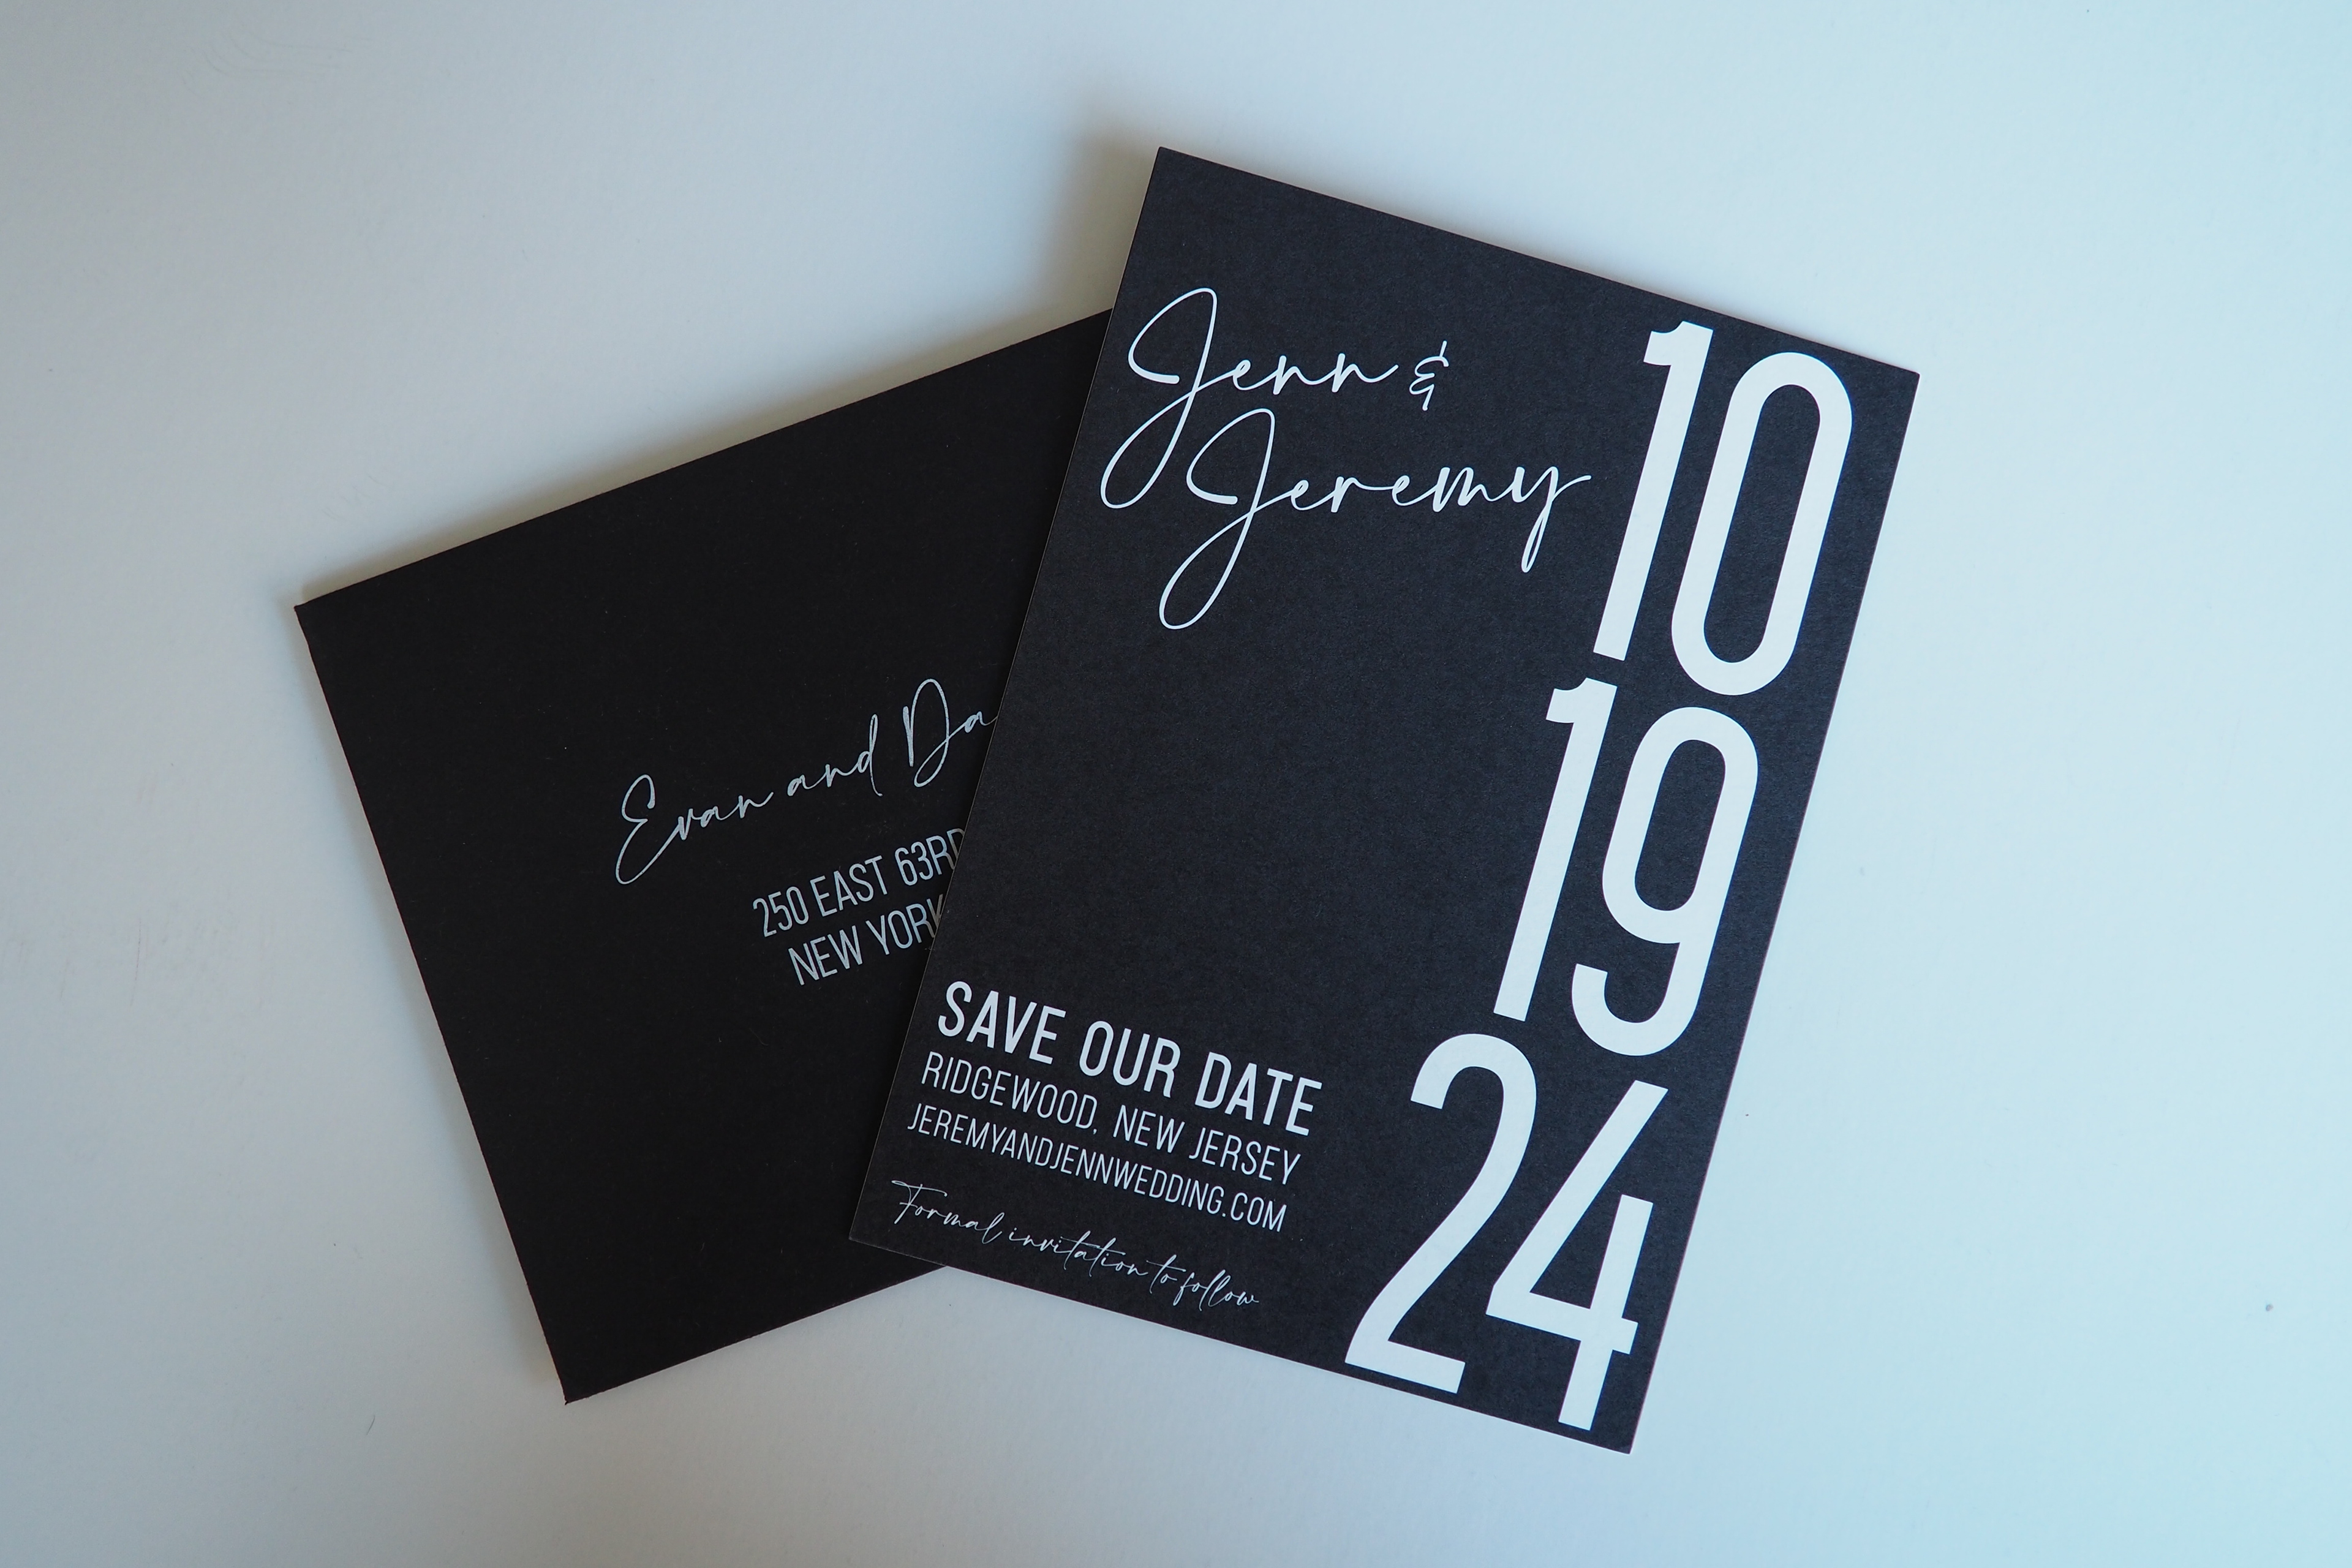 Jenn &
Jeremy
10
19
24
SAVE OUR DATE
RIDGEWOOD, NEW JERSEY
JEREMYANDJENNWEDDING.COM
Formal invitation to follow
Evan and Da
250 EAST 63RD
NEW YORK